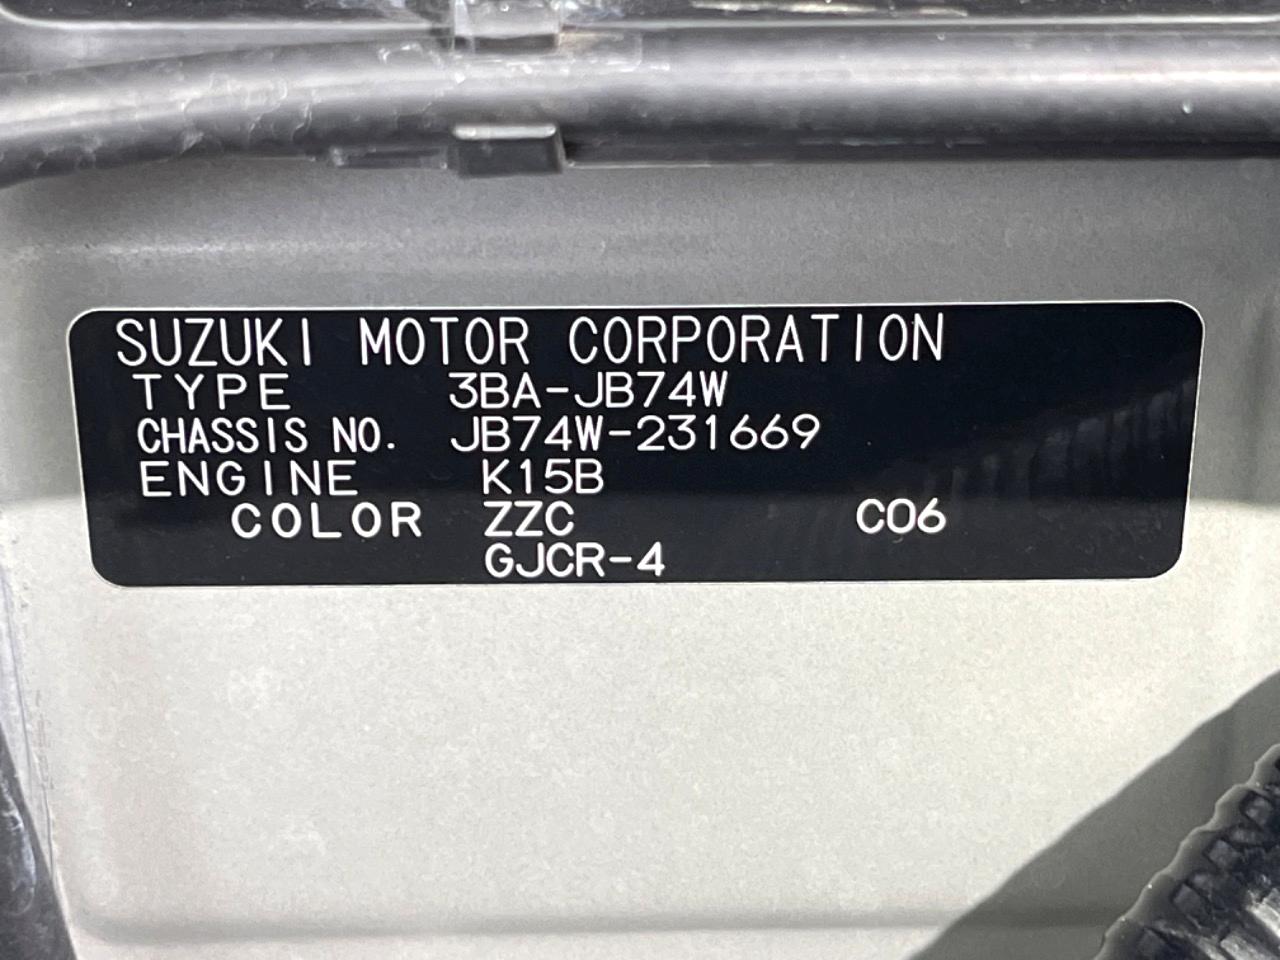 SUZUKI MOTOR CORPORATION
TYPE 3BA-JB74W
CHASSIS NO. JB74W-231669
ENGINE K15B
COLOR ZZC C06
GJCR-4